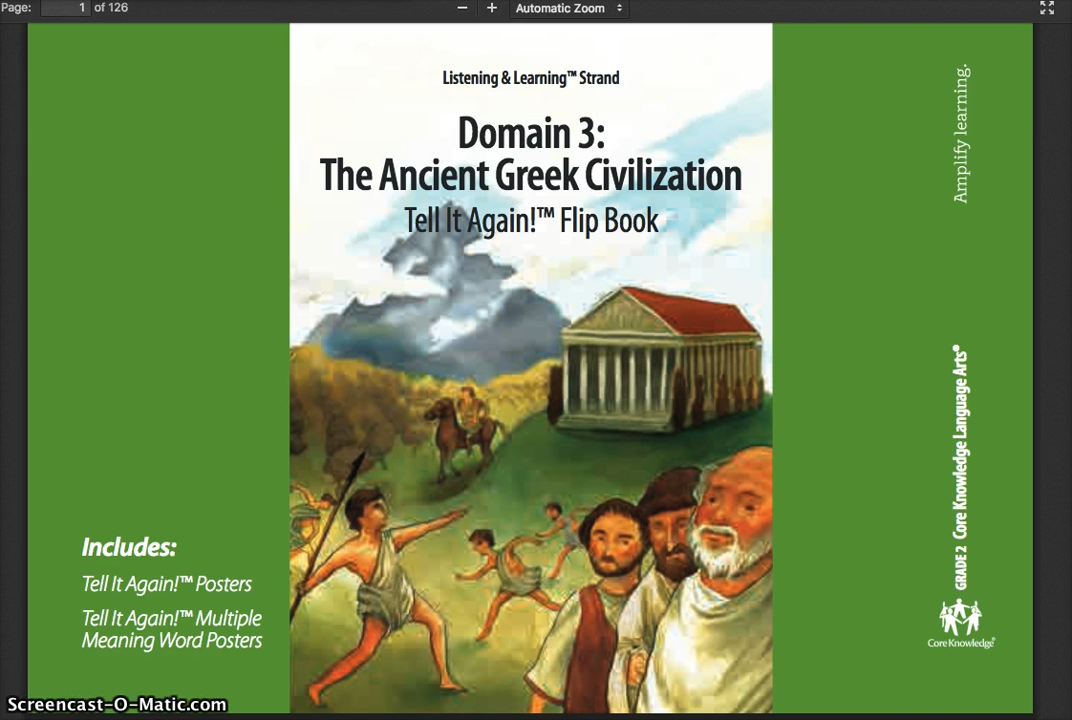 Page: 1 of 126
Automatic Zoom
Listening & Learning™ Strand
Domain 3:
The Ancient Greek Civilization
Tell It Again!™ Flip Book
Amplify learning.
GRADE 2 Core Knowledge Language Arts®
Includes:
Tell It Again!™ Posters
Tell It Again!™ Multiple
Meaning Word Posters
Core Knowledge®
Screencast-O-Matic.com